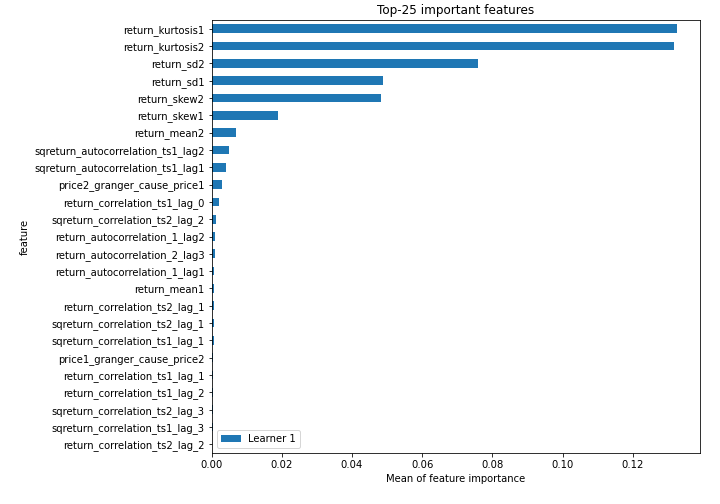 Top-25 important features
return_kurtosis1
return_kurtosis2
return_sd2
return_sd1
return_skew2
return_skew1
return_mean2
sqreturn_autocorrelation_ts1_lag2
sqreturn_autocorrelation_ts1_lag1
price2_granger_cause_price1
return_correlation_ts1_lag_0
sqreturn_correlation_ts2_lag_2
return_autocorrelation_1_lag2
return_autocorrelation_2_lag3
return_autocorrelation_1_lag1
return_mean1
return_correlation_ts2_lag_1
sqreturn_correlation_ts2_lag_1
sqreturn_correlation_ts1_lag_1
price1_granger_cause_price2
return_correlation_ts1_lag_1
return_correlation_ts1_lag_2
sqreturn_correlation_ts2_lag_3
sqreturn_correlation_ts1_lag_3
return_correlation_ts2_lag_2
feature
Learner 1
0.00 0.02 0.04 0.06 0.08 0.10 0.12
Mean of feature importance